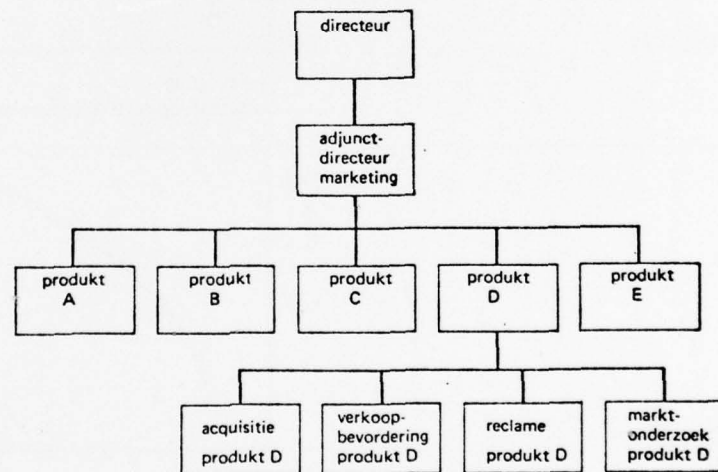 directeur
adjunct-
directeur
marketing
produkt
A
produkt
B
produkt
C
produkt
D
produkt
E
acquisitie
produkt D
verkoop-
bevordering
produkt D
reclame
produkt D
markt-
onderzoek
produkt D